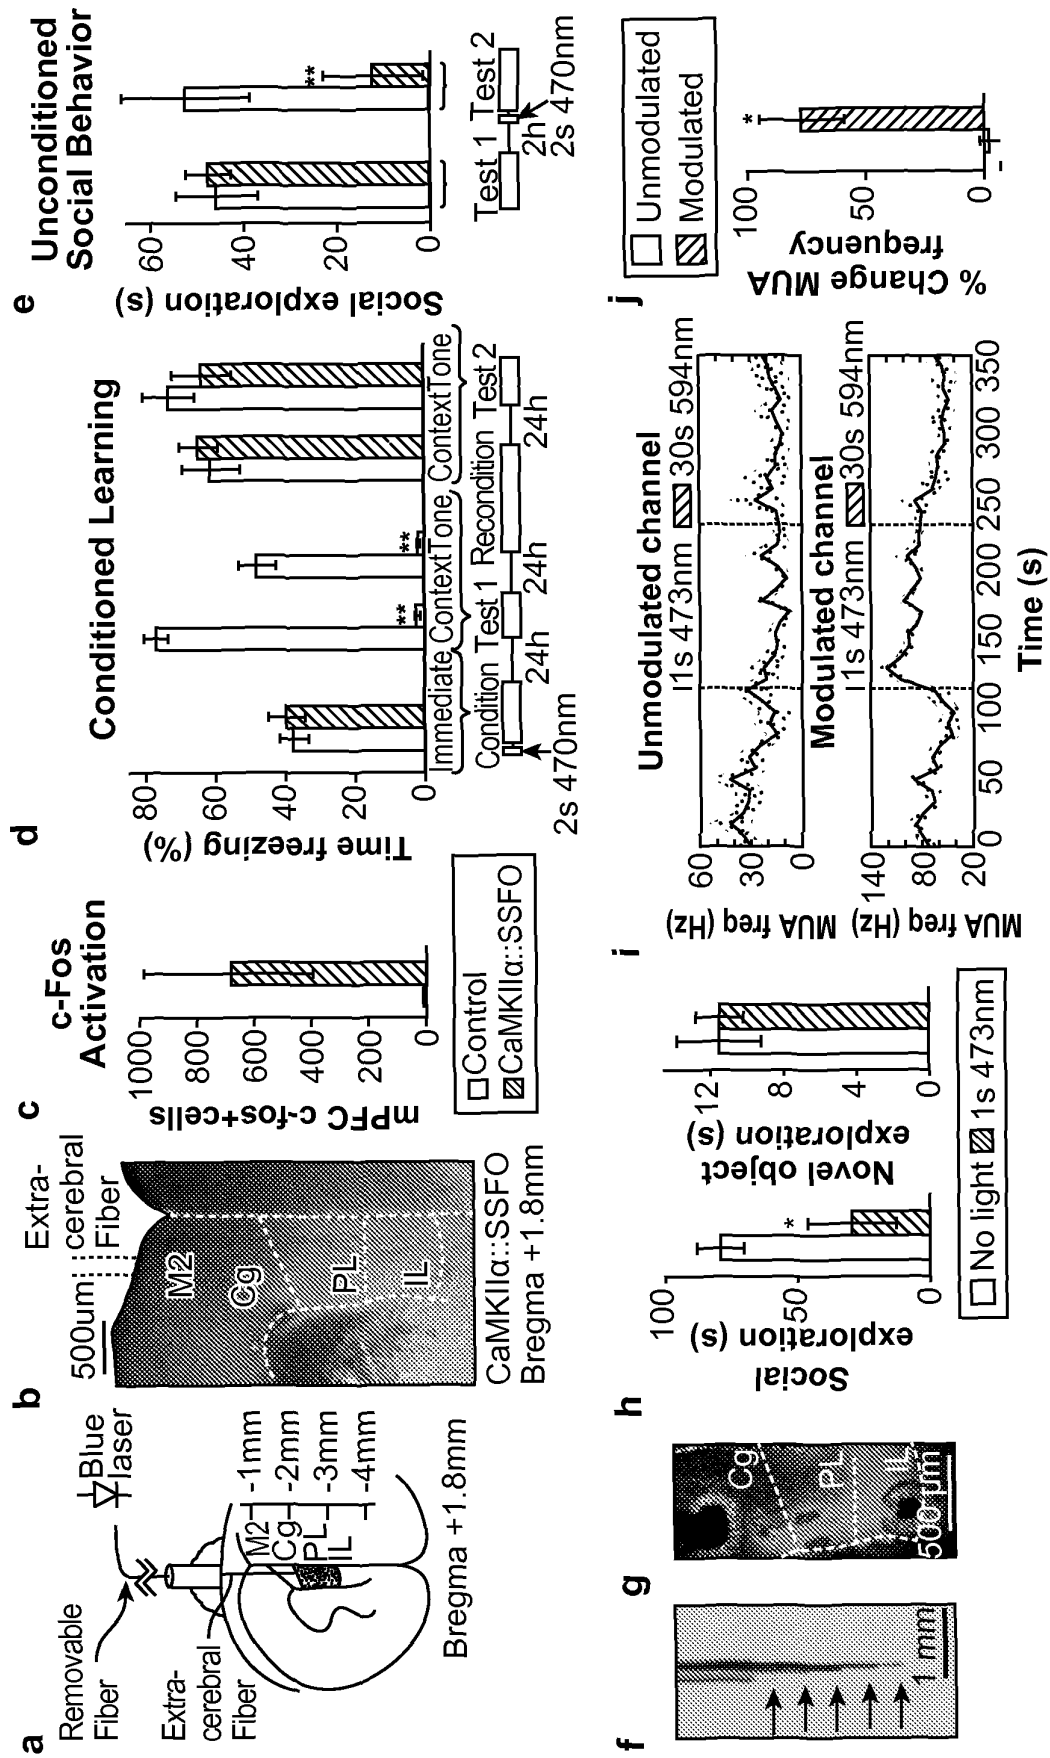 a
Removable
Fiber
Extra-
cerebral
Fiber
Blue
laser
M2
Cg
PL
IL
-1mm
-2mm
-3mm
-4mm
Bregma +1.8mm
b
500um
Extra-
cerebral
Fiber
M2
Cg
PL
IL
CaMKIIα::SSFO
Bregma +1.8mm
c
c-Fos
Activation
mPFC c-fos+cells
1000
800
600
400
200
0
Control
CaMKIIα::SSFO
d
Conditioned Learning
Time freezing (%)
80
60
40
20
0
** **
Immediate Context Tone Context Tone
Condition Test 1 Recondition Test 2
24h 24h 24h
2s 470nm
e
Unconditioned
Social Behavior
Social exploration (s)
60
40
20
0
**
Test 1 Test 2
2h
2s 470nm
f
1 mm
g
Cg
PL
IL
500 µm
h
Social
exploration (s)
100
50
0
*
Novel object
exploration (s)
12
8
4
0
No light 1s 473nm
i
Unmodulated channel
1s 473nm 30s 594nm
MUA freq (Hz)
60
30
0
Modulated channel
1s 473nm 30s 594nm
MUA freq (Hz)
140
80
20
0 50 100 150 200 250 300 350
Time (s)
j
Unmodulated
Modulated
% Change MUA
frequency
100
50
0
*